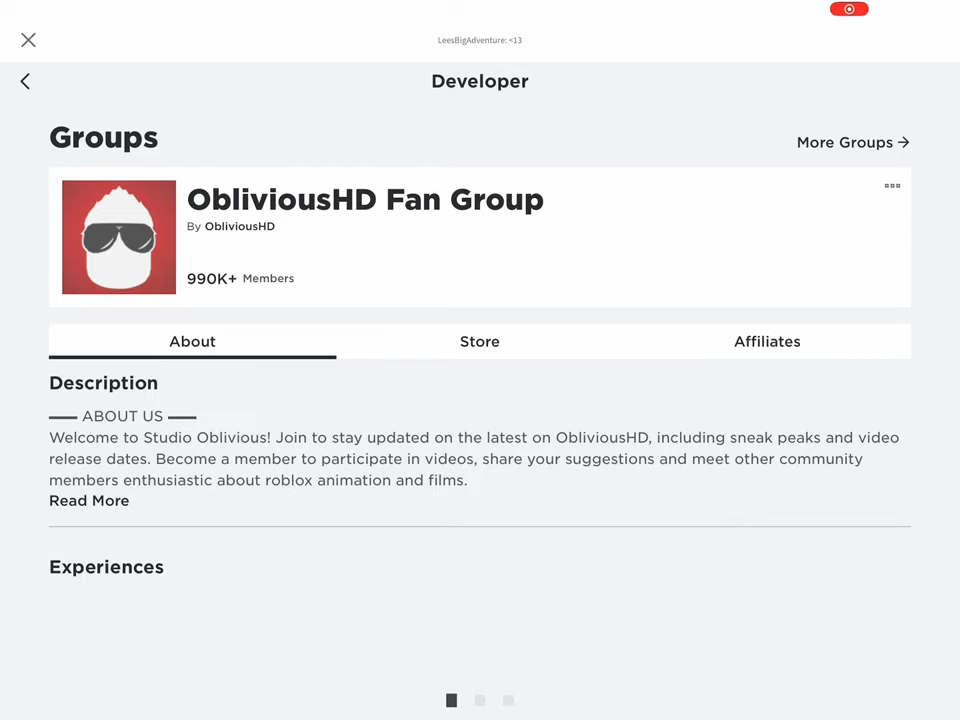 LeesBigAdventure: <13
Developer
Groups
More Groups →
ObliviousHD Fan Group
By ObliviousHD
990K+ Members
About
Store
Affiliates
Description
—— ABOUT US ——
Welcome to Studio Oblivious! Join to stay updated on the latest on ObliviousHD, including sneak peaks and video
release dates. Become a member to participate in videos, share your suggestions and meet other community
members enthusiastic about roblox animation and films.
Read More
Experiences